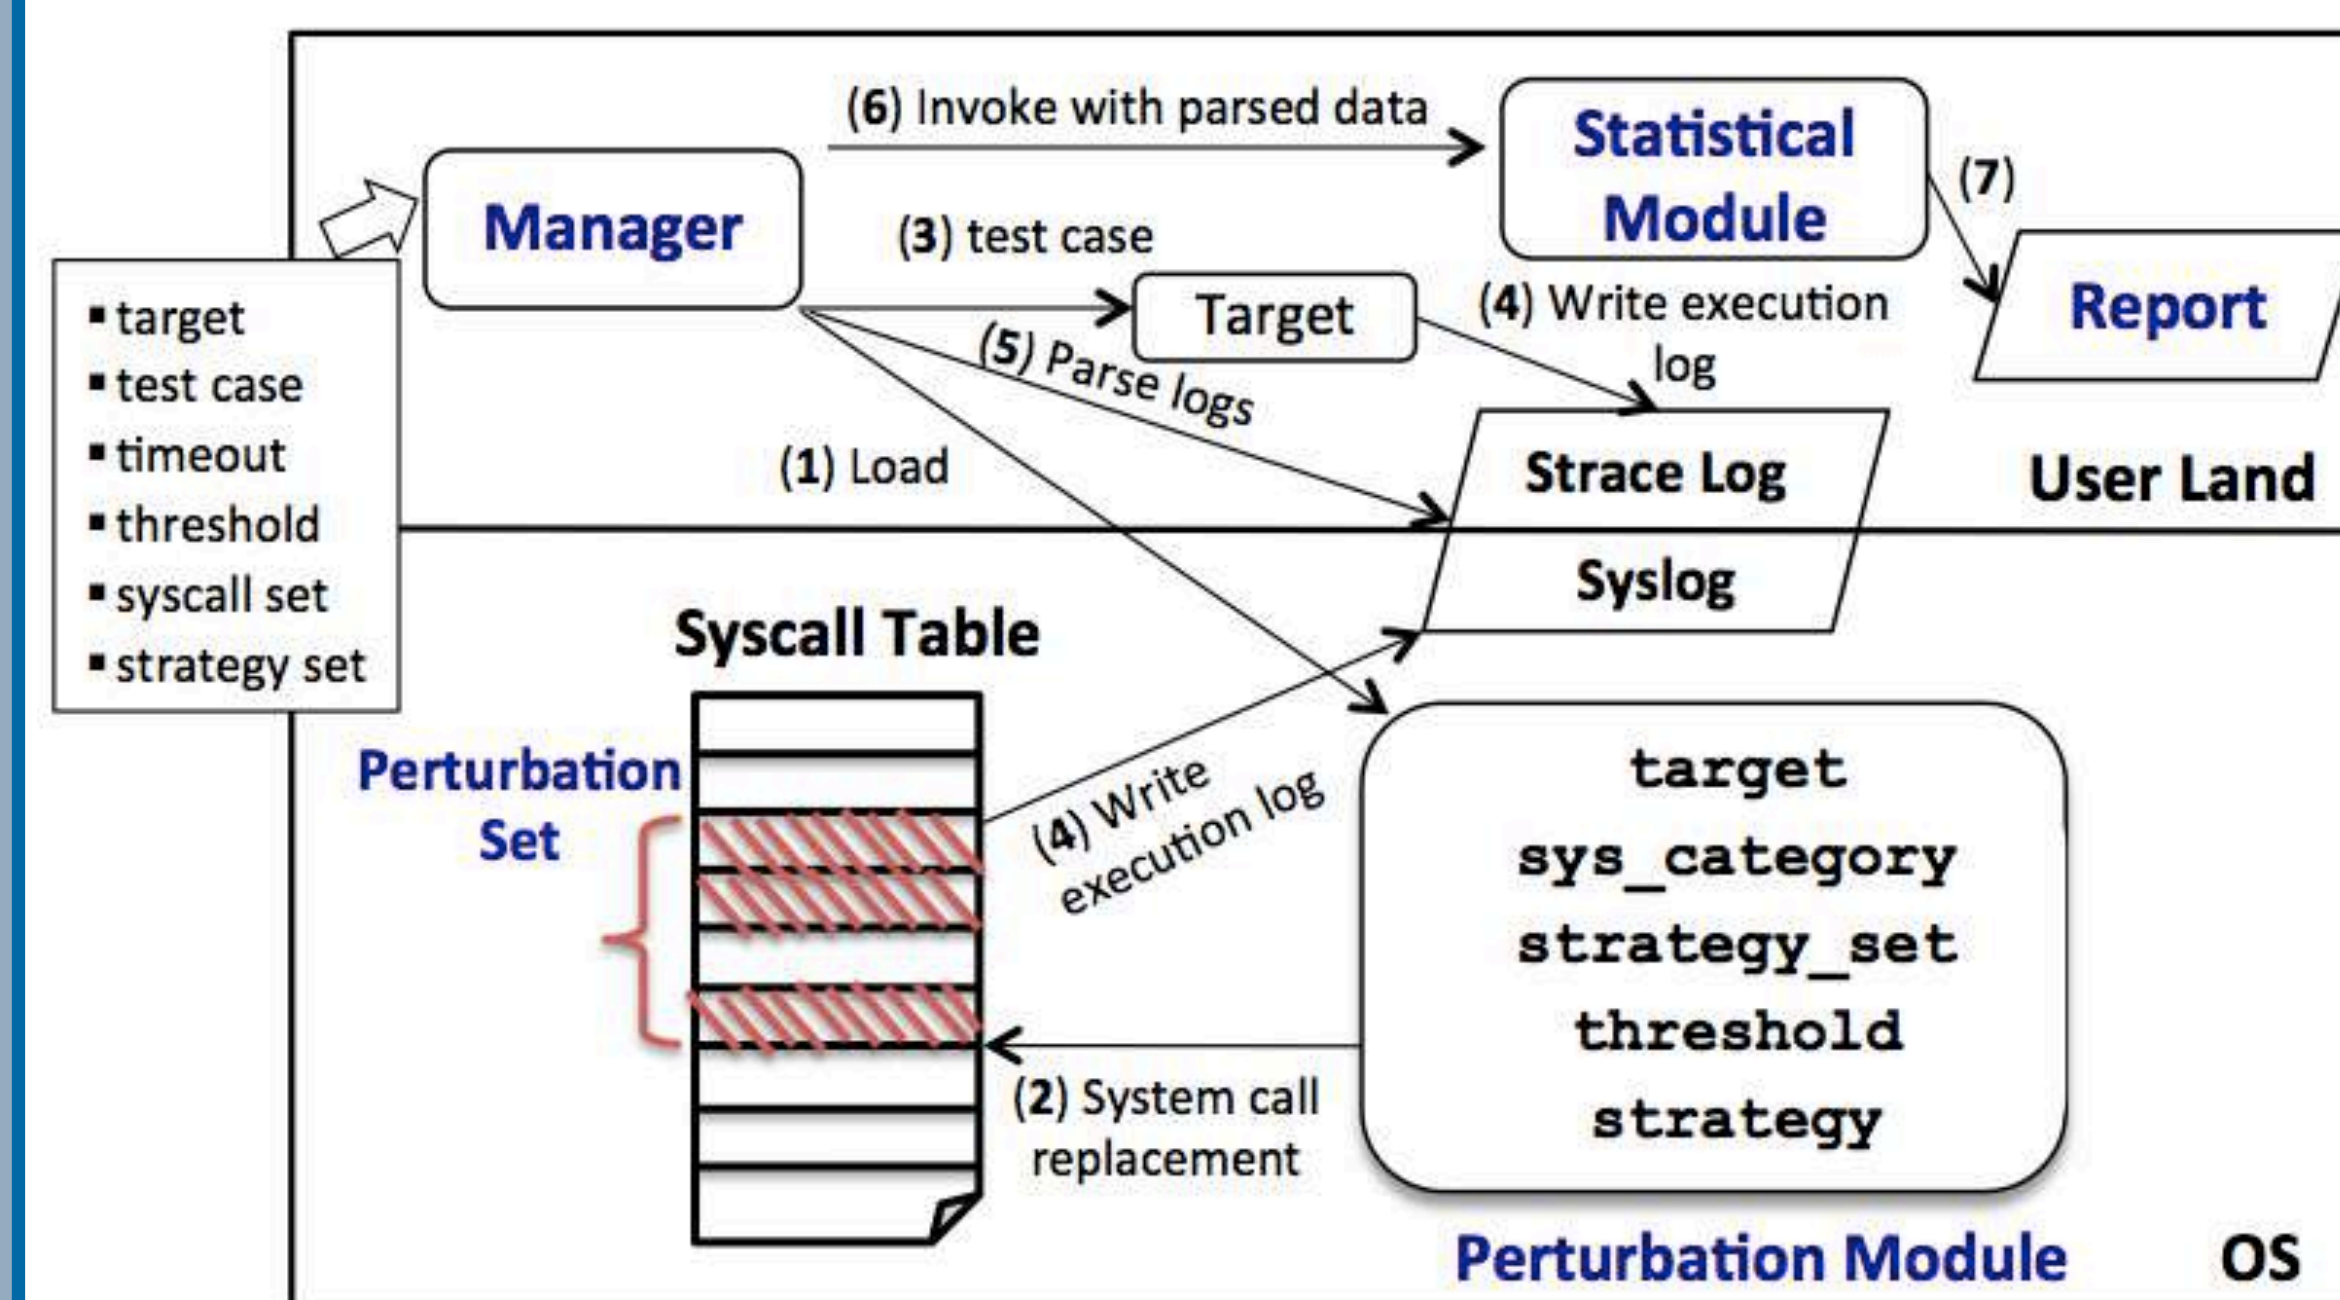 (6) Invoke with parsed data
Statistical
Module
(7)
Manager
(3) test case
Target
(4) Write execution
log
Report
▪ target
▪ test case
▪ timeout
▪ threshold
▪ syscall set
▪ strategy set
(5) Parse logs
(1) Load
Strace Log
User Land
Syslog
Syscall Table
Perturbation
Set
(4) Write
execution log
target
sys_category
strategy_set
threshold
strategy
(2) System call
replacement
Perturbation Module
OS